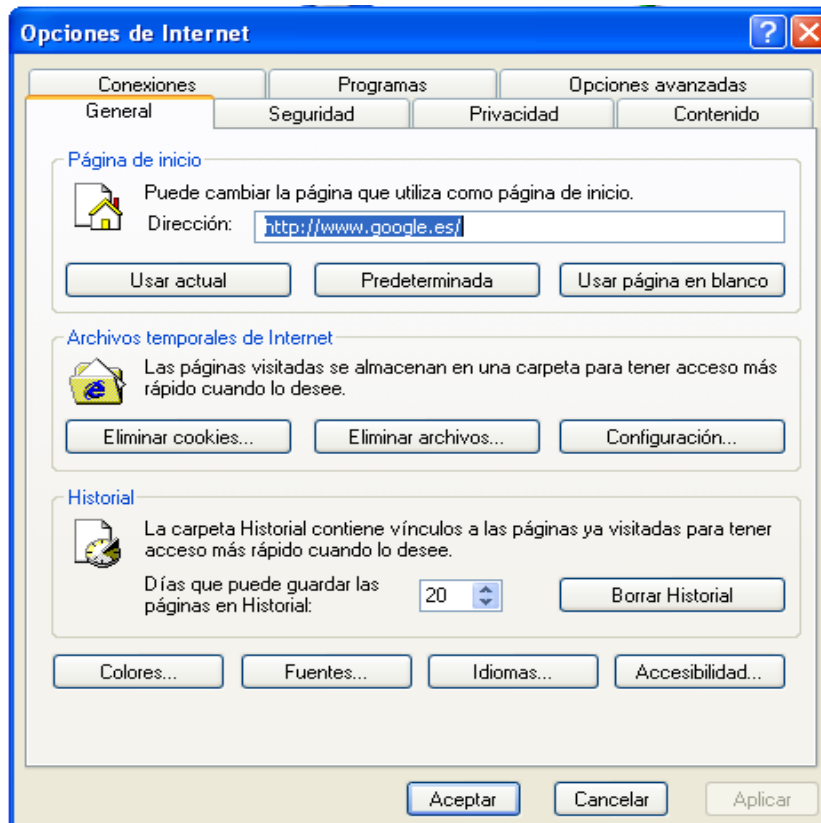 Opciones de Internet
Conexiones Programas Opciones avanzadas
General Seguridad Privacidad Contenido
Página de inicio
Puede cambiar la página que utiliza como página de inicio.
Dirección: http://www.google.es/
Usar actual Predeterminada Usar página en blanco
Archivos temporales de Internet
Las páginas visitadas se almacenan en una carpeta para tener acceso más
rápido cuando lo desee.
Eliminar cookies... Eliminar archivos... Configuración...
Historial
La carpeta Historial contiene vínculos a las páginas ya visitadas para tener
acceso más rápido cuando lo desee.
Días que puede guardar las
páginas en Historial: 20 Borrar Historial
Colores... Fuentes... Idiomas... Accesibilidad...
Aceptar Cancelar Aplicar